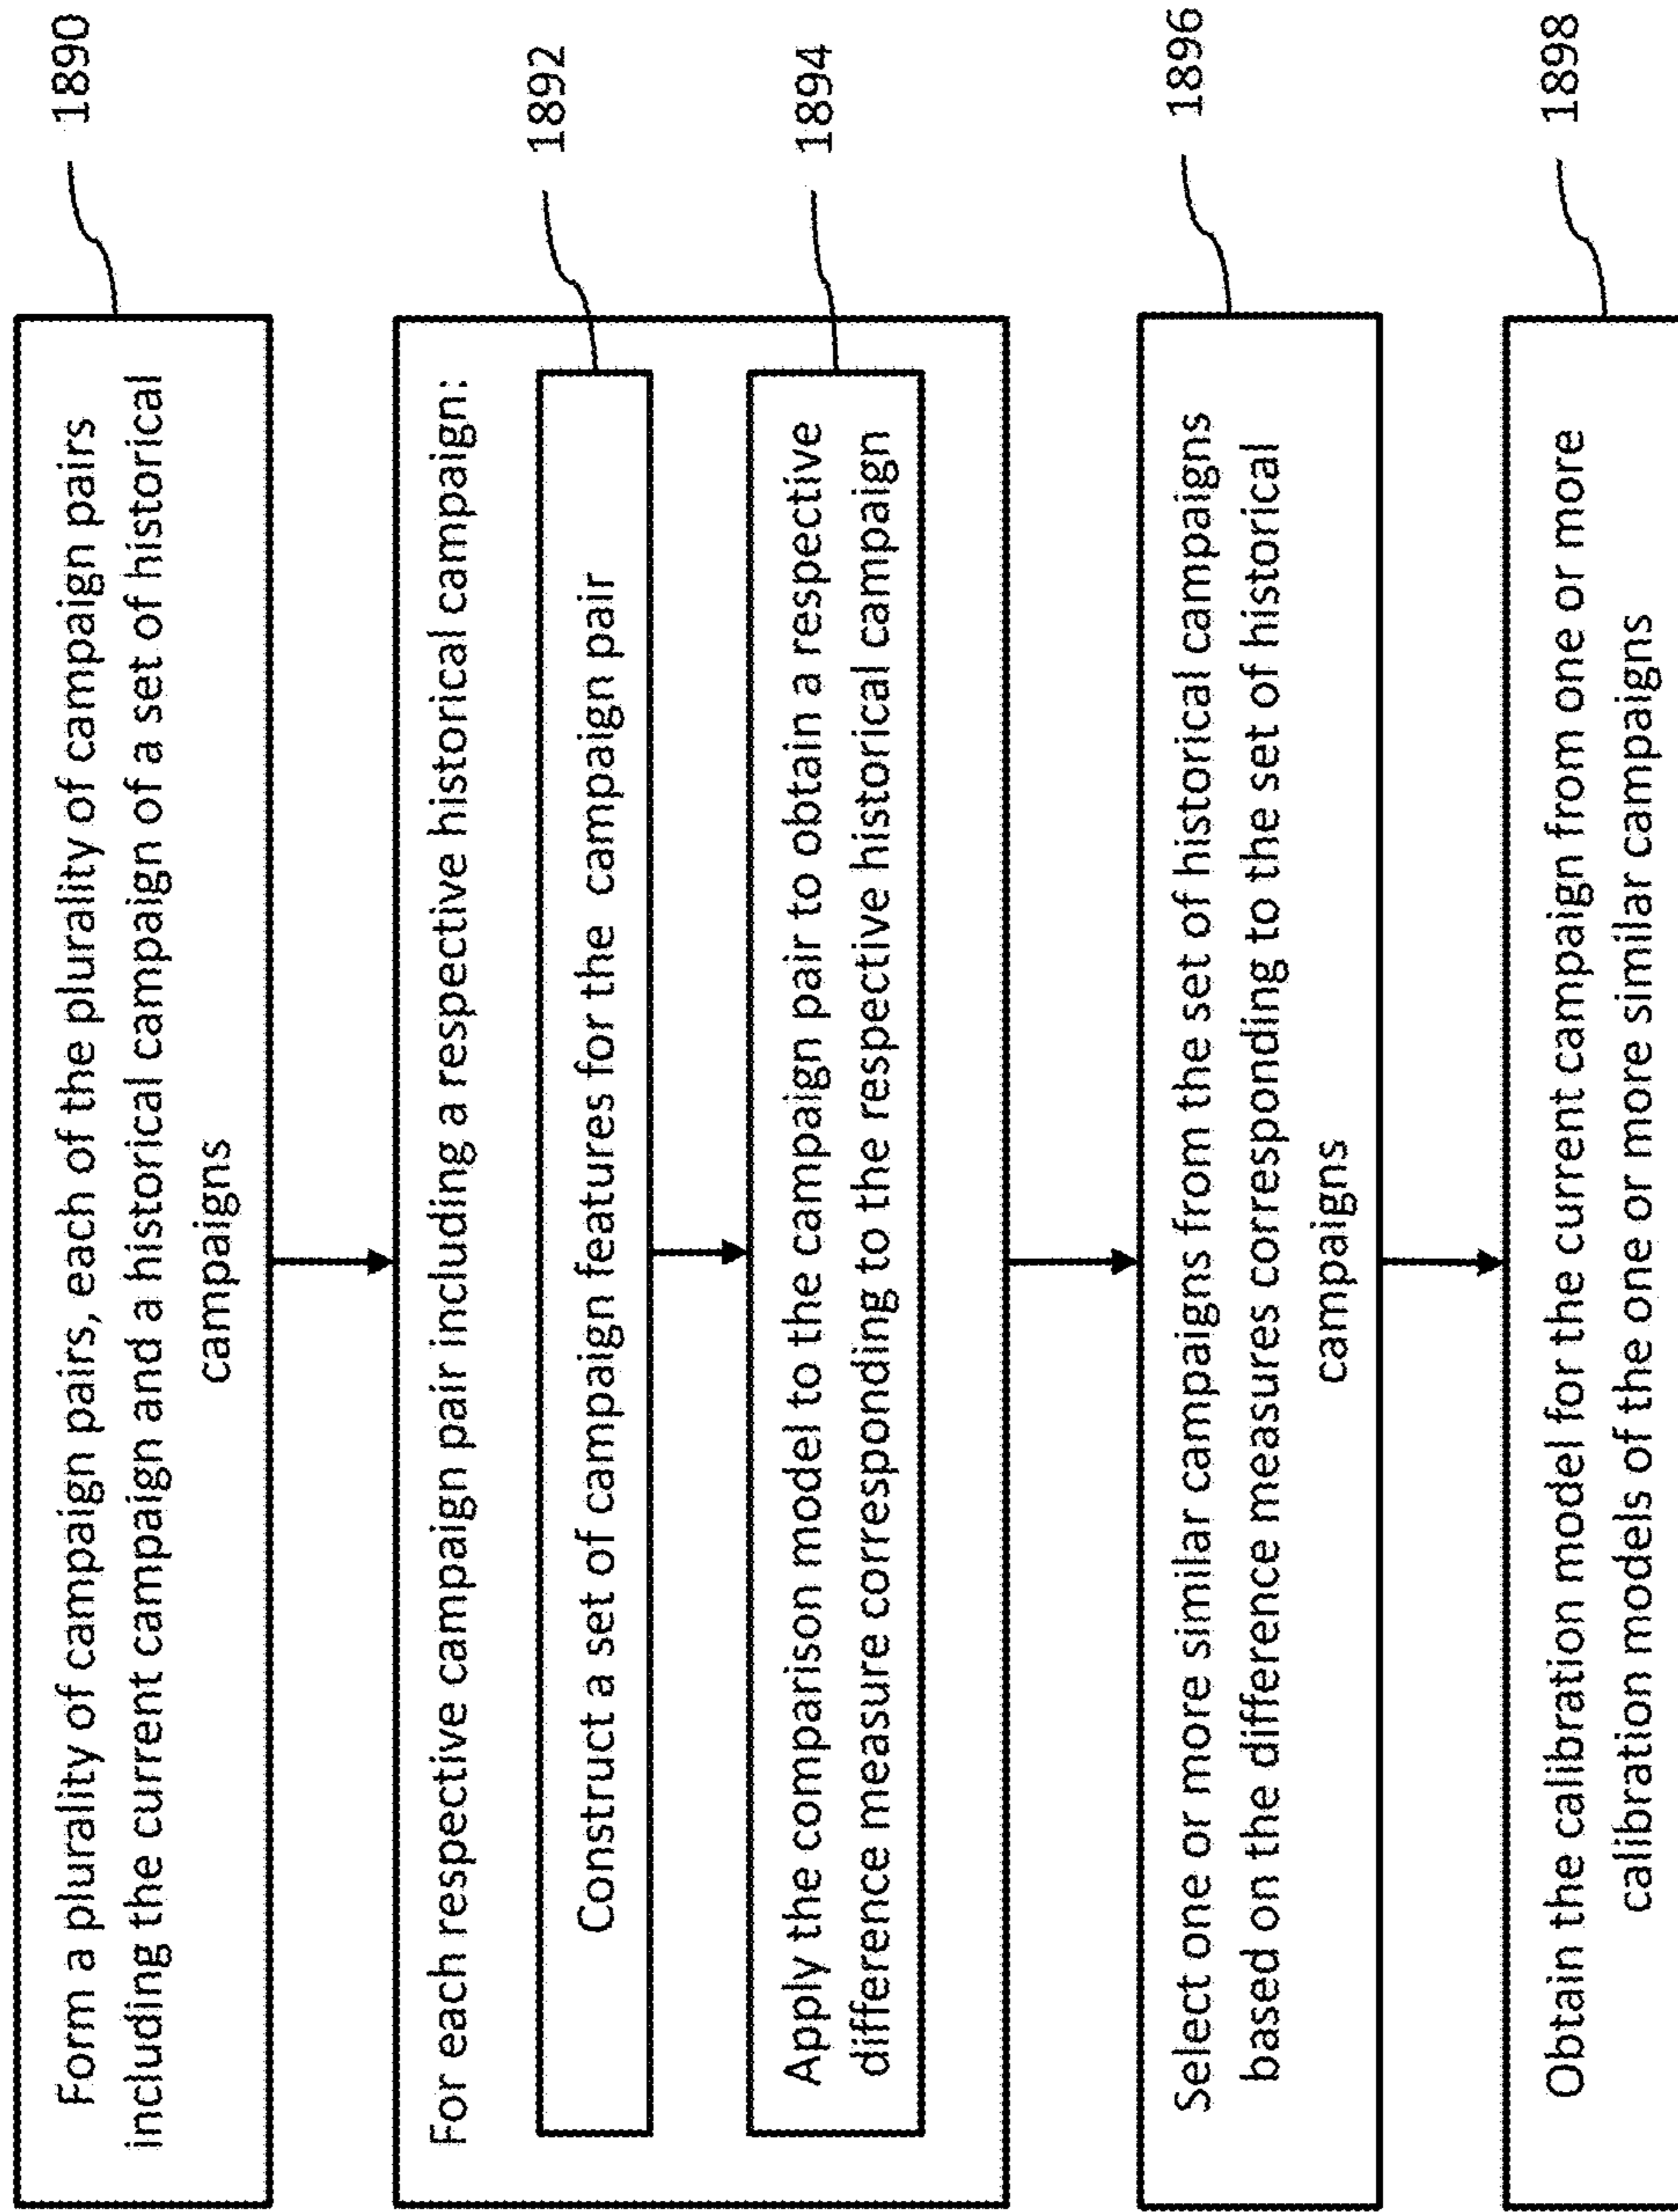 Form a plurality of campaign pairs, each of the plurality of campaign pairs
including the current campaign and a historical campaign of a set of historical
campaigns
1890
For each respective campaign pair including a respective historical campaign:
Construct a set of campaign features for the campaign pair
1892
Apply the comparison model to the campaign pair to obtain a respective
difference measure corresponding to the respective historical campaign
1894
Select one or more similar campaigns from the set of historical campaigns
based on the difference measures corresponding to the set of historical
campaigns
1896
Obtain the calibration model for the current campaign from one or more
calibration models of the one or more similar campaigns
1898